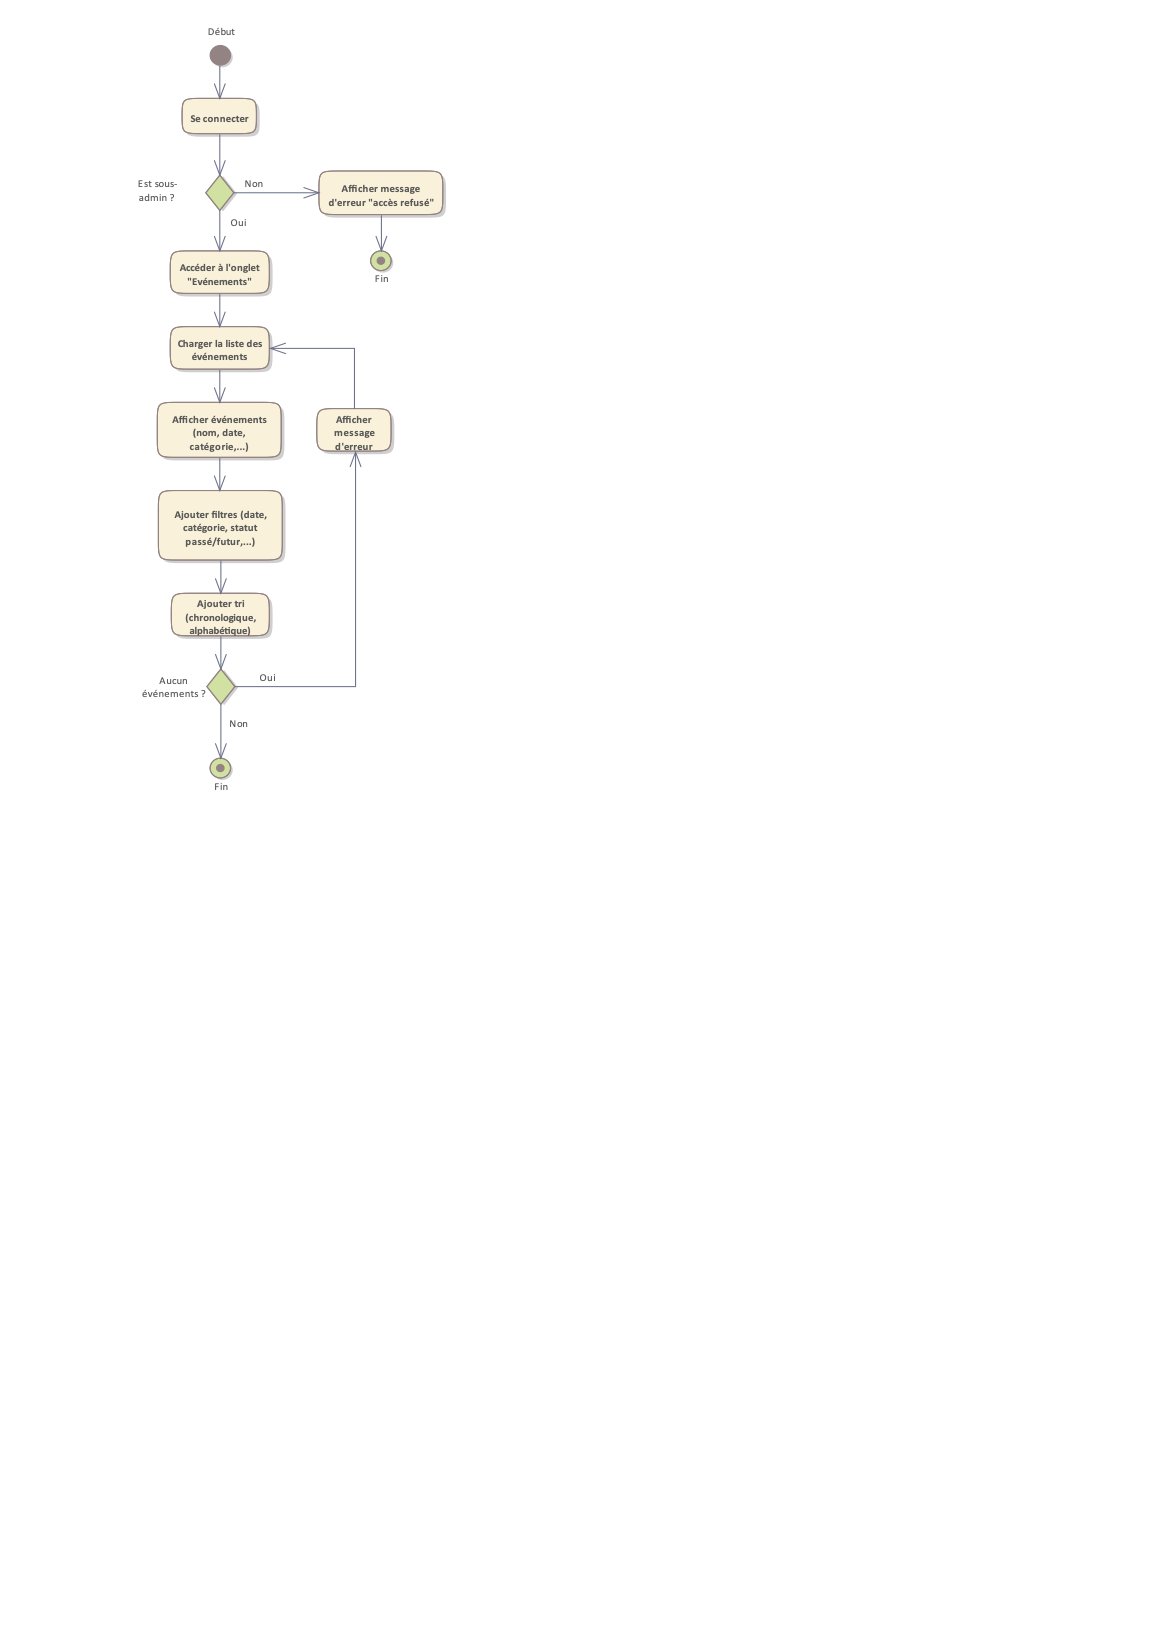 Début
Se connecter
Est sous-
admin ?
Non
Afficher message
d'erreur "accès refusé"
Oui
Accéder à l'onglet
"Evénements"
Fin
Charger la liste des
événements
Afficher événements
(nom, date,
catégorie,...)
Afficher
message
d'erreur
Ajouter filtres (date,
catégorie, statut
passé/futur,...)
Ajouter tri
(chronologique,
alphabétique)
Aucun
événements ?
Oui
Non
Fin